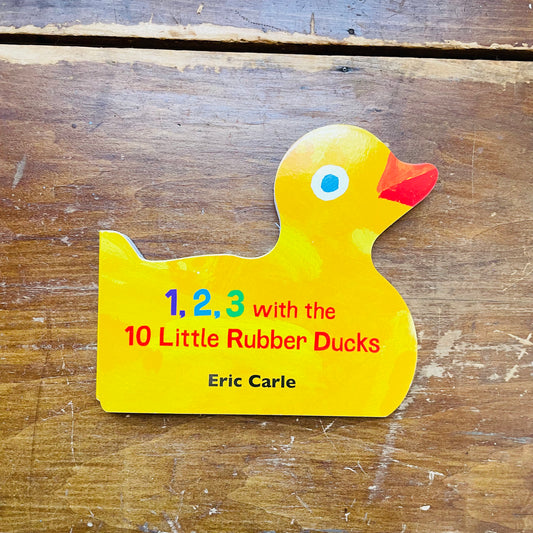 1, 2, 3 with the
10 Little Rubber Ducks
Eric Carle